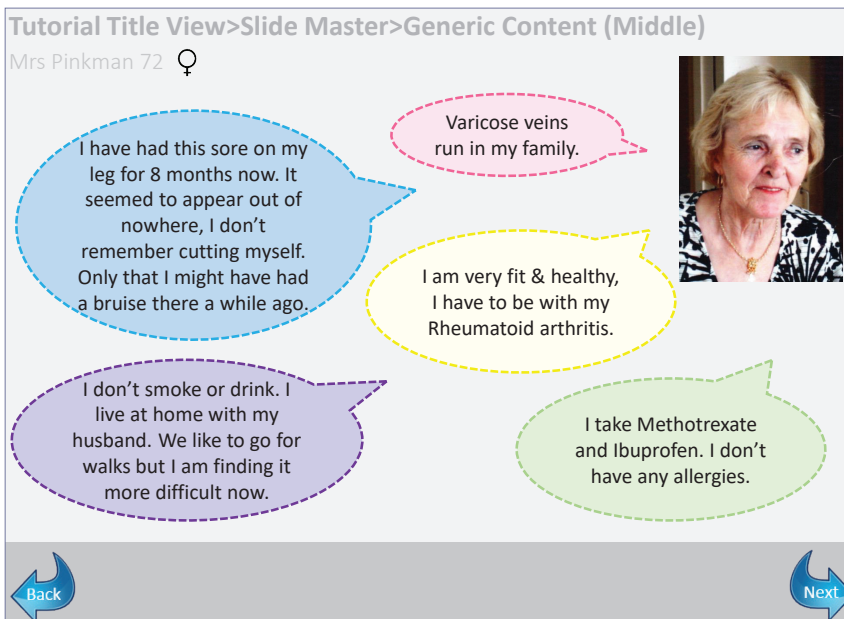 Tutorial Title View>Slide Master>Generic Content (Middle)
Mrs Pinkman 72 ♀
I have had this sore on my
leg for 8 months now. It
seemed to appear out of
nowhere, I don’t
remember cutting myself.
Only that I might have had
a bruise there a while ago.
Varicose veins
run in my family.
I am very fit & healthy,
I have to be with my
Rheumatoid arthritis.
I don’t smoke or drink. I
live at home with my
husband. We like to go for
walks but I am finding it
more difficult now.
I take Methotrexate
and Ibuprofen. I don’t
have any allergies.
Back
Next